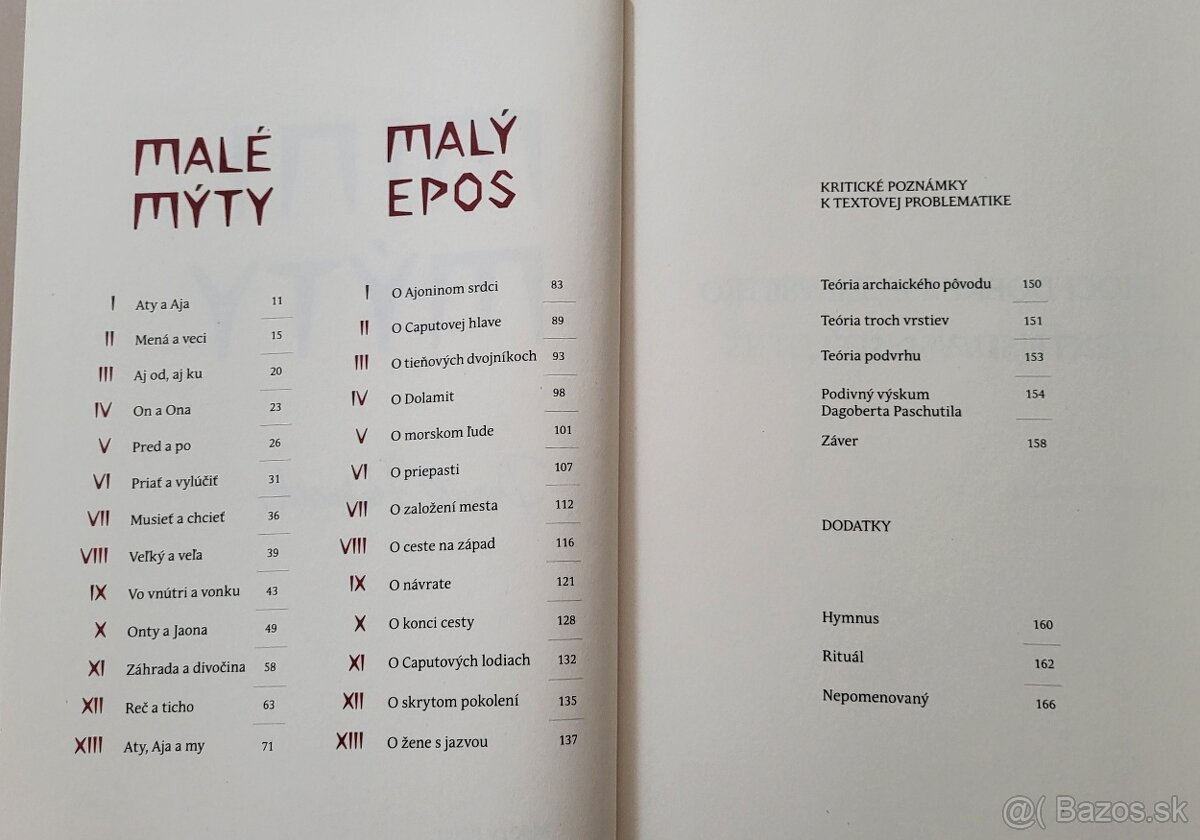 MALÉ
MÝTY
I Aty a Aja 11
II Mená a veci 15
III Aj od, aj ku 20
IV On a Ona 23
V Pred a po 26
VI Priať a vylúčiť 31
VII Musieť a chcieť 36
VIII Veľký a veľa 39
IX Vo vnútri a vonku 43
X Onty a Jaona 49
XI Záhrada a divočina 58
XII Reč a ticho 63
XIII Aty, Aja a my 71
MALÝ
EPOS
I O Ajoninom srdci 83
II O Caputovej hlave 89
III O tieňových dvojníkoch 93
IV O Dolamit 98
V O morskom ľude 101
VI O priepasti 107
VII O založení mesta 112
VIII O ceste na západ 116
IX O návrate 121
X O konci cesty 128
XI O Caputových lodiach 132
XII O skrytom pokolení 135
XIII O žene s jazvou 137
KRITICKÉ POZNÁMKY
K TEXTOVEJ PROBLEMATIKE
Teória archaického pôvodu 150
Teória troch vrstiev 151
Teória podvrhu 153
Podivný výskum 154
Dagoberta Paschutila
Záver 158
DODATKY
Hymnus 160
Rituál 162
Nepomenovaný 166
@( Bazos.sk